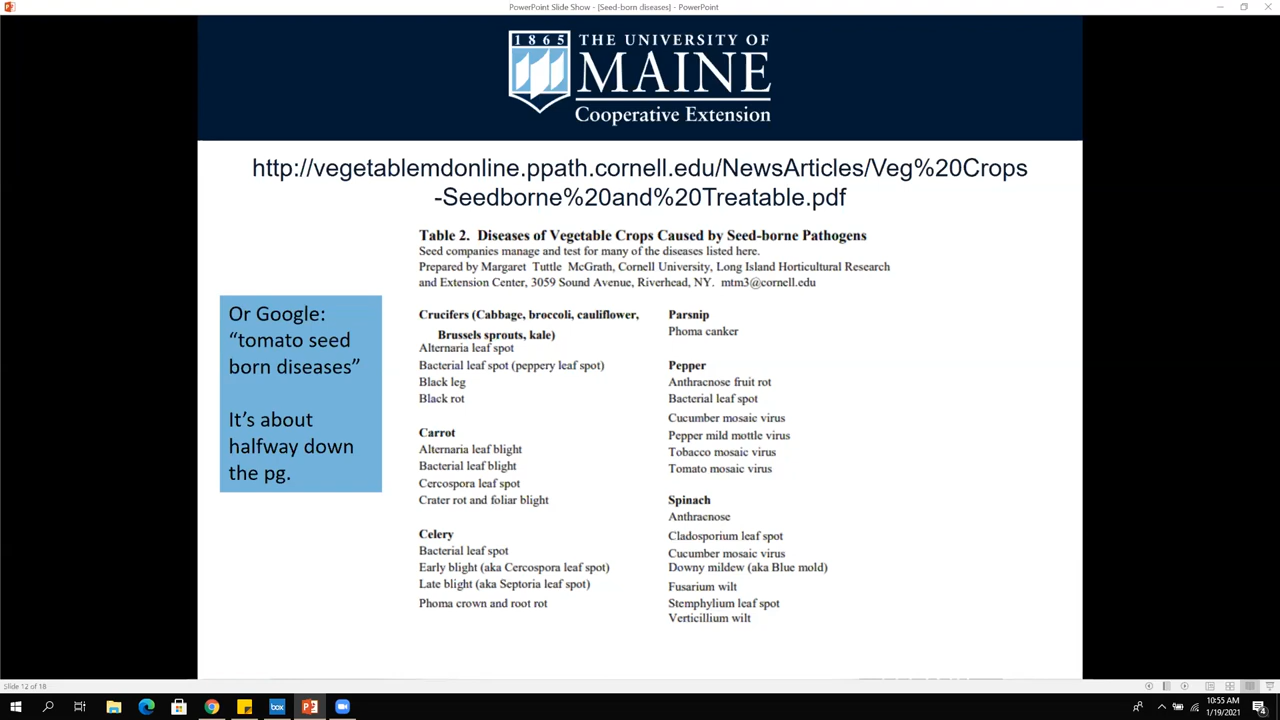 PowerPoint Slide Show - [Seed-born diseases] - PowerPoint
1865
THE UNIVERSITY OF
MAINE
Cooperative Extension
http://vegetablemdonline.ppath.cornell.edu/NewsArticles/Veg%20Crops
-Seedborne%20and%20Treatable.pdf
Table 2. Diseases of Vegetable Crops Caused by Seed-borne Pathogens
Seed companies manage and test for many of the diseases listed here.
Prepared by Margaret Tuttle McGrath, Cornell University, Long Island Horticultural Research
and Extension Center, 3059 Sound Avenue, Riverhead, NY. mtm3@cornell.edu
Or Google:
“tomato seed
born diseases”
It’s about
halfway down
the pg.
Crucifers (Cabbage, broccoli, cauliflower,
Brussels sprouts, kale)
Alternaria leaf spot
Bacterial leaf spot (peppery leaf spot)
Black leg
Black rot
Carrot
Alternaria leaf blight
Bacterial leaf blight
Cercospora leaf spot
Crater rot and foliar blight
Celery
Bacterial leaf spot
Early blight (aka Cercospora leaf spot)
Late blight (aka Septoria leaf spot)
Phoma crown and root rot
Parsnip
Phoma canker
Pepper
Anthracnose fruit rot
Bacterial leaf spot
Cucumber mosaic virus
Pepper mild mottle virus
Tobacco mosaic virus
Tomato mosaic virus
Spinach
Anthracnose
Cladosporium leaf spot
Cucumber mosaic virus
Downy mildew (aka Blue mold)
Fusarium wilt
Stemphylium leaf spot
Verticillium wilt
Slide 12 of 18
box
10:55 AM
1/19/2021
4